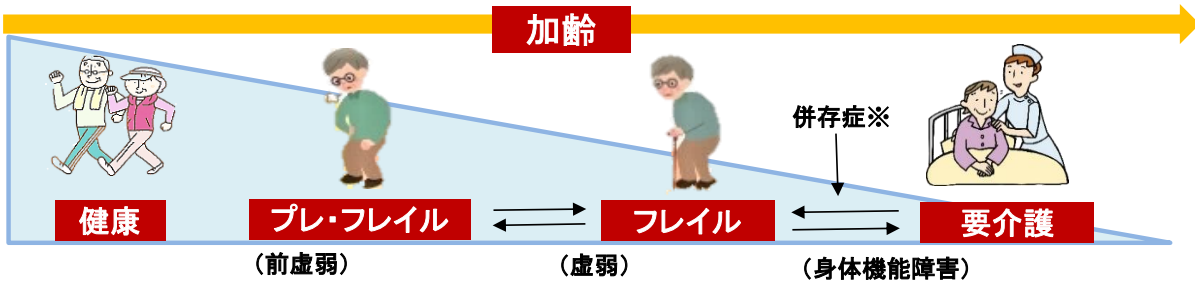 加齢
併存症※
健康
プレ・フレイル
フレイル
要介護
（前虚弱）
（虚弱）
（身体機能障害）